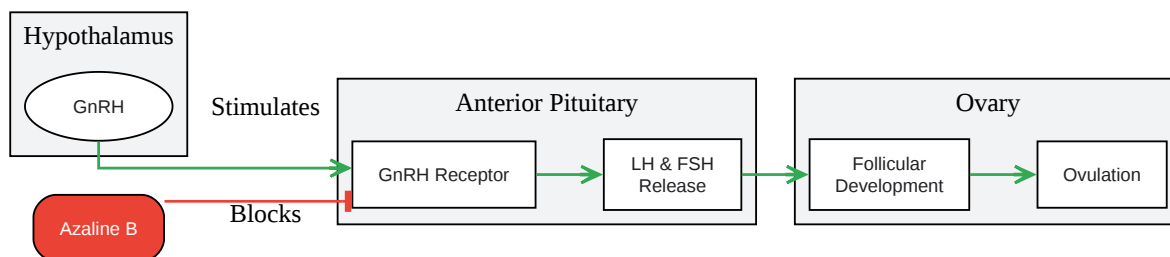 Hypothalamus
GnRH
Stimulates
Anterior Pituitary
GnRH Receptor
LH & FSH
Release
Ovary
Follicular
Development
Ovulation
Azaline B
Blocks